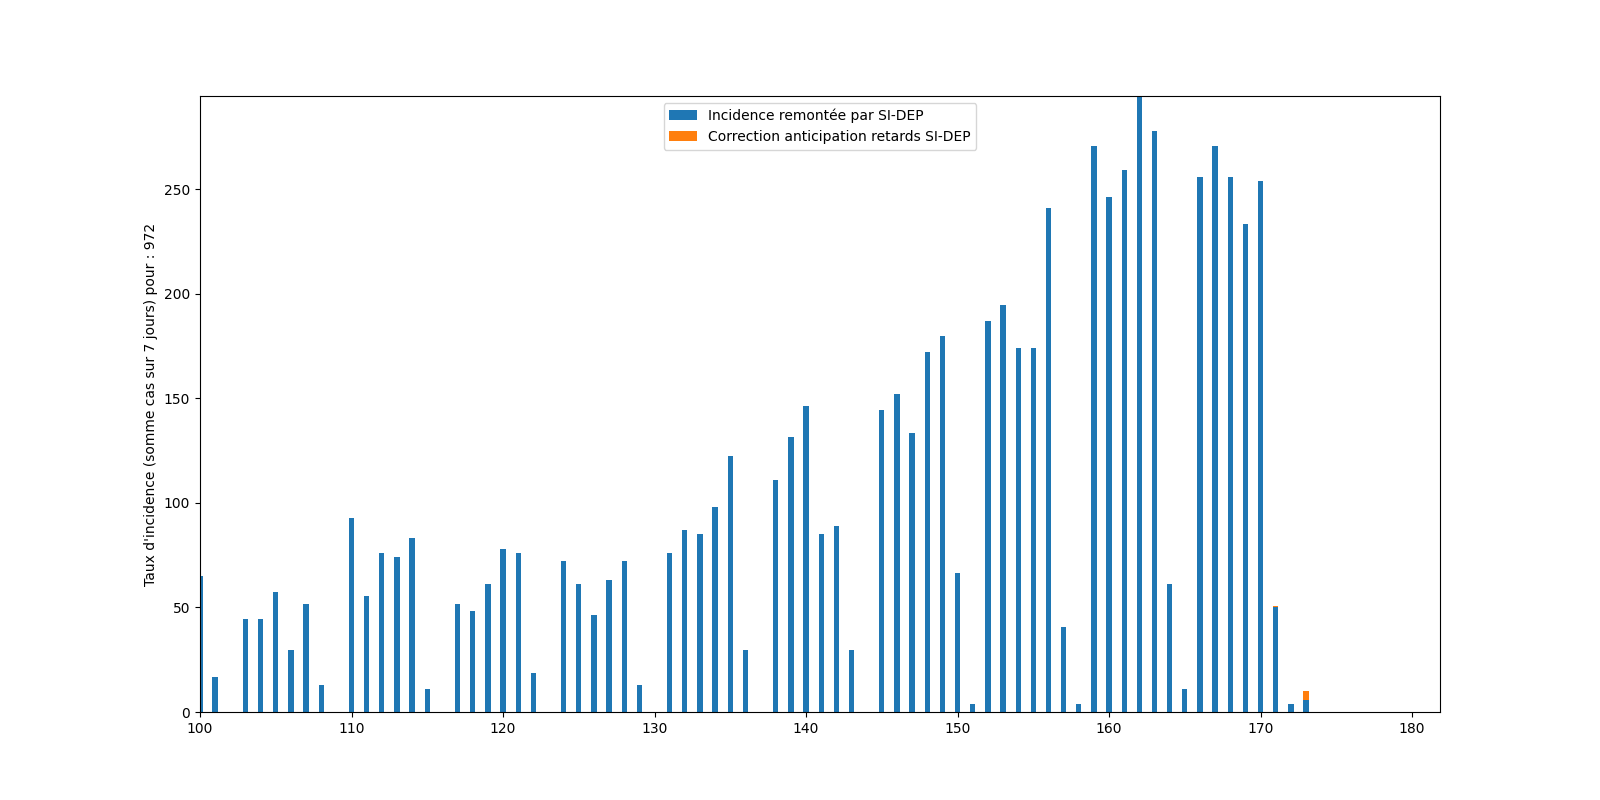 Incidence remontée par SI-DEP
Correction anticipation retards SI-DEP
Taux d'incidence (somme cas sur 7 jours) pour : 972
250
200
150
100
50
0
100 110 120 130 140 150 160 170 180